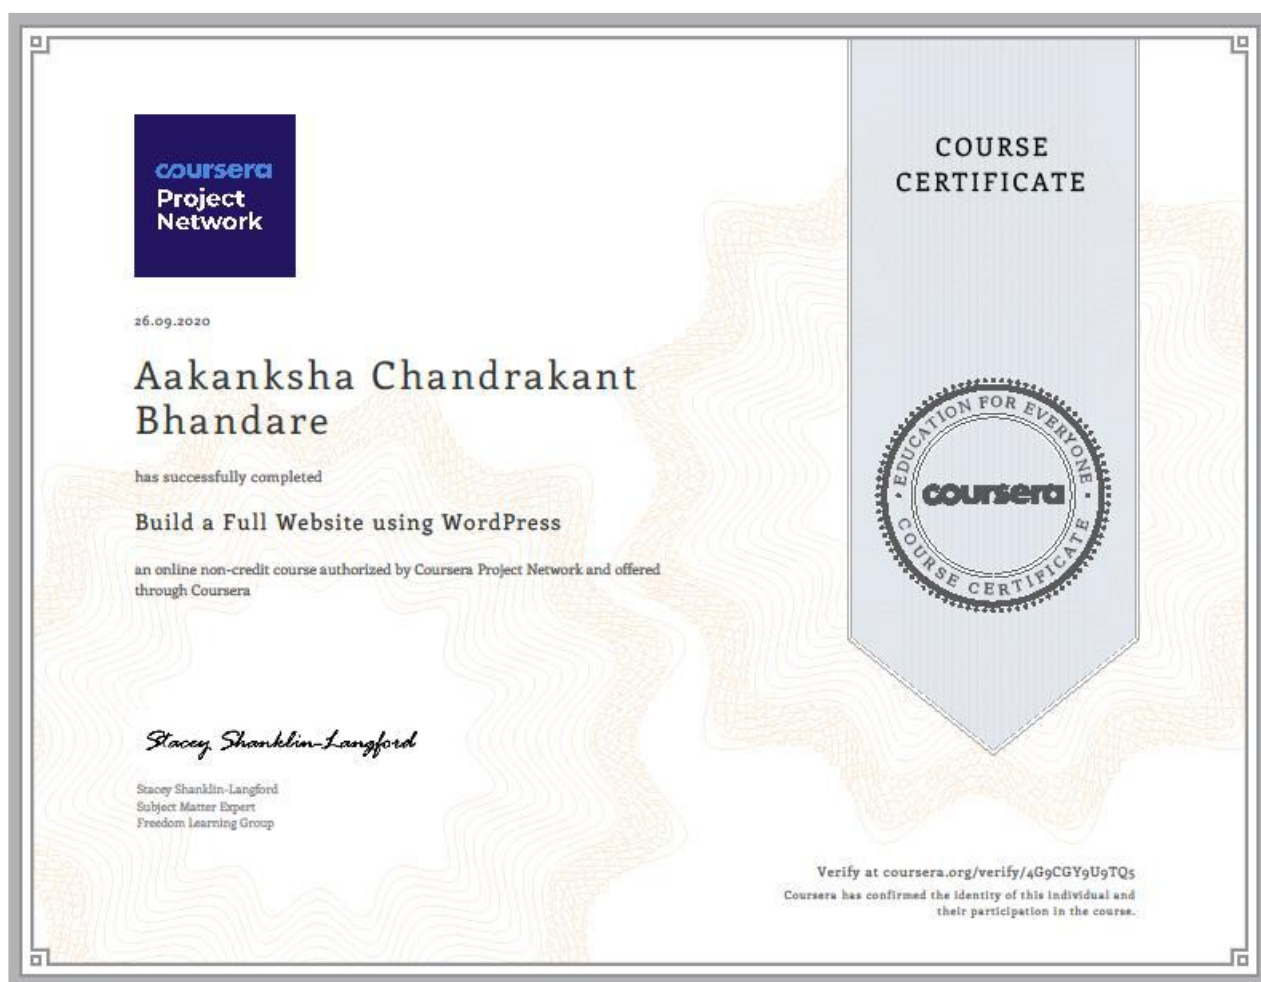 coursera
Project
Network
26.09.2020
Aakanksha Chandrakant
Bhandare
has successfully completed
Build a Full Website using WordPress
an online non-credit course authorized by Coursera Project Network and offered
through Coursera
Stacey Shanklin-Langford
Stacey Shanklin-Langford
Subject Matter Expert
Freedom Learning Group
COURSE
CERTIFICATE
EDUCATION FOR EVERYONE
coursera
COURSE CERTIFICATE
Verify at coursera.org/verify/4G9CGY9U9TQ5
Coursera has confirmed the identity of this individual and
their participation in the course.